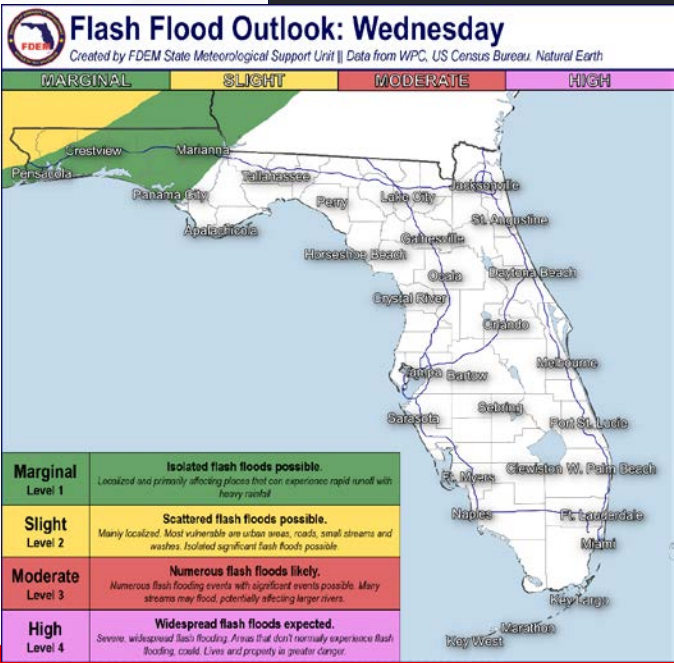 FDEM
Flash Flood Outlook: Wednesday
Created by FDEM State Meteorological Support Unit || Data from WPC, US Census Bureau, Natural Earth
MARGINAL SLIGHT MODERATE HIGH
Crestview
Marianna
Pensacola
Tallahassee
Jacksonville
Panama City
Lake City
Perry
St. Augustine
Apalachicola
Gainesville
Horseshoe Beach
Ocala
Daytona Beach
Crystal River
Orlando
Melbourne
Tampa
Bartow
Sebring
Sarasota
Port St. Lucie
Clewiston
W. Palm Beach
Ft. Myers
Naples
Ft. Lauderdale
Miami
Key Largo
Marathon
Key West
Marginal
Level 1
Isolated flash floods possible.
Localized and primarily affecting places that can experience rapid runoff with
heavy rainfall
Slight
Level 2
Scattered flash floods possible.
Mainly localized. Most vulnerable are urban areas, roads, small streams and
washes. Isolated significant flash floods possible.
Moderate
Level 3
Numerous flash floods likely.
Numerous flash flooding events with significant events possible. Many
streams may flood, potentially affecting larger rivers.
High
Level 4
Widespread flash floods expected.
Severe, widespread flash flooding. Areas that don't normally experience flash
flooding, could. Lives and property in greater danger.